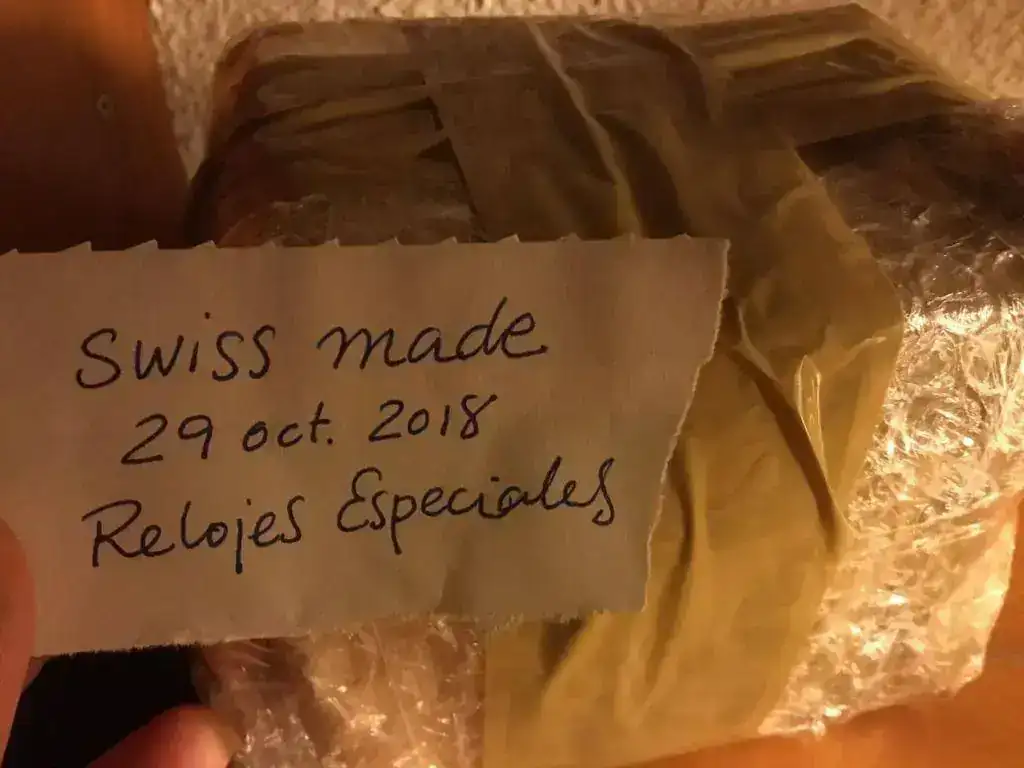 Swiss made
29 oct. 2018
Relojes Especiales